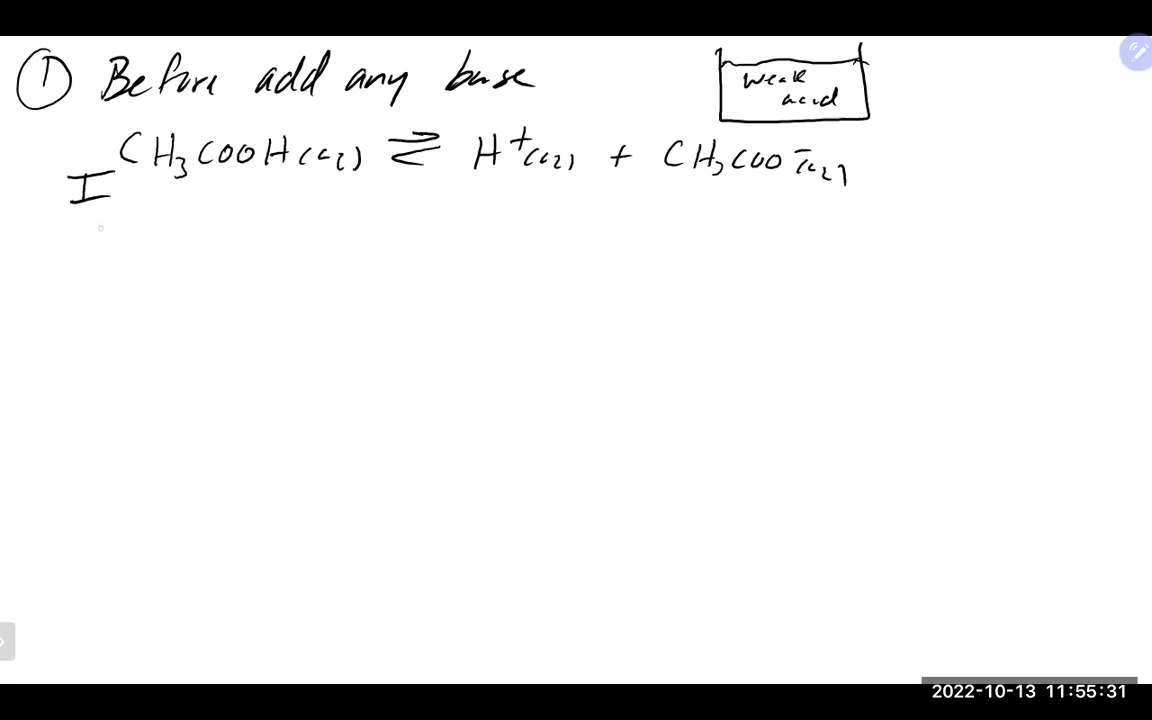 ① Before add any base
weak
acid
CH₃COOH(aq) ⇌ H⁺(aq) + CH₃COO⁻(aq)
I
2022-10-13 11:55:31